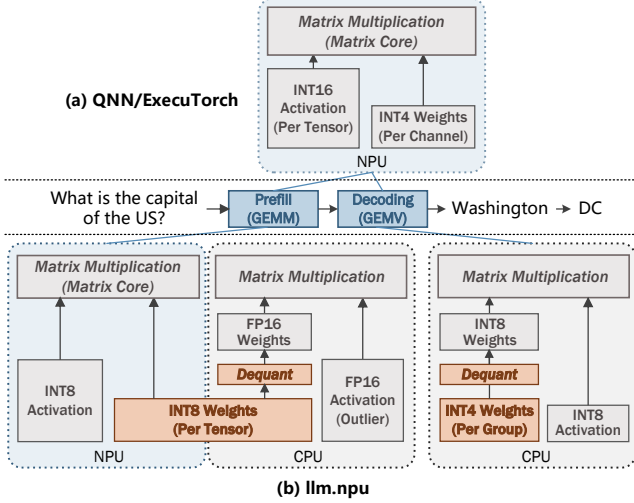 Matrix Multiplication
(Matrix Core)
(a) QNN/ExecuTorch
INT16
Activation
(Per Tensor)
INT4 Weights
(Per Channel)
NPU
What is the capital
of the US?
Prefill
(GEMM)
Decoding
(GEMV)
Washington
DC
Matrix Multiplication
(Matrix Core)
INT8
Activation
INT8 Weights
(Per Tensor)
NPU
Matrix Multiplication
FP16
Weights
Dequant
FP16
Activation
(Outlier)
CPU
Matrix Multiplication
INT8
Weights
Dequant
INT4 Weights
(Per Group)
INT8
Activation
CPU
(b) llm.npu